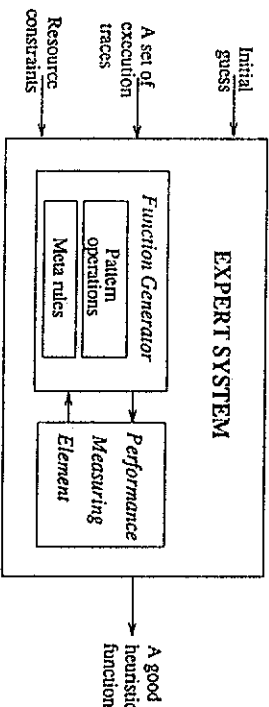 Initial
guess
A set of
execution
traces
Resource
constraints
EXPERT SYSTEM
Function Generator
Pattern
operations
Meta rules
Performance
Measuring
Element
A good
heuristic
function